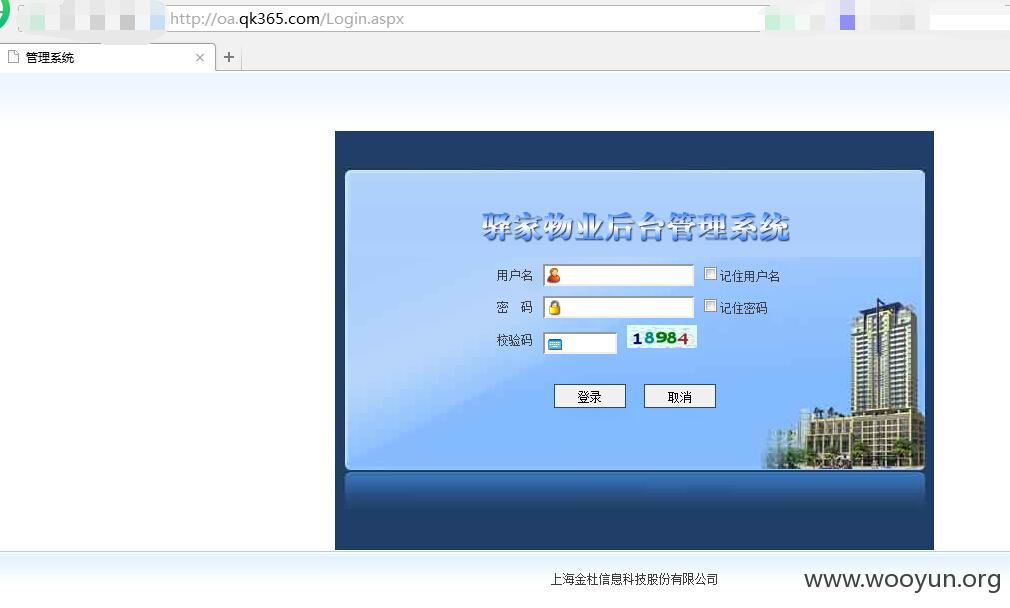 http://oa.qk365.com/Login.aspx
管理系统
驿家物业后台管理系统
用户名 记住用户名
密 码 记住密码
校验码 18984
登录 取消
上海金杜信息科技股份有限公司
www.wooyun.org